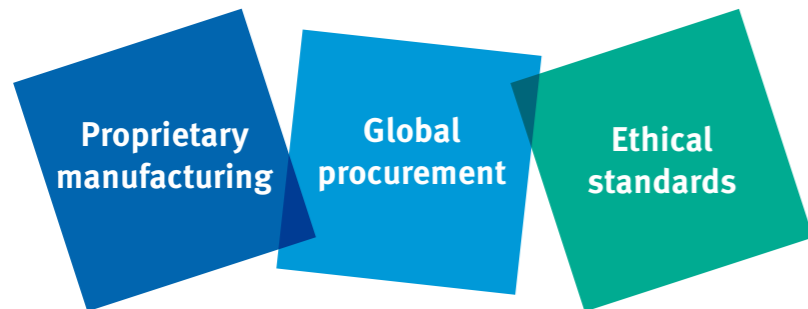 Proprietary
manufacturing
Global
procurement
Ethical
standards